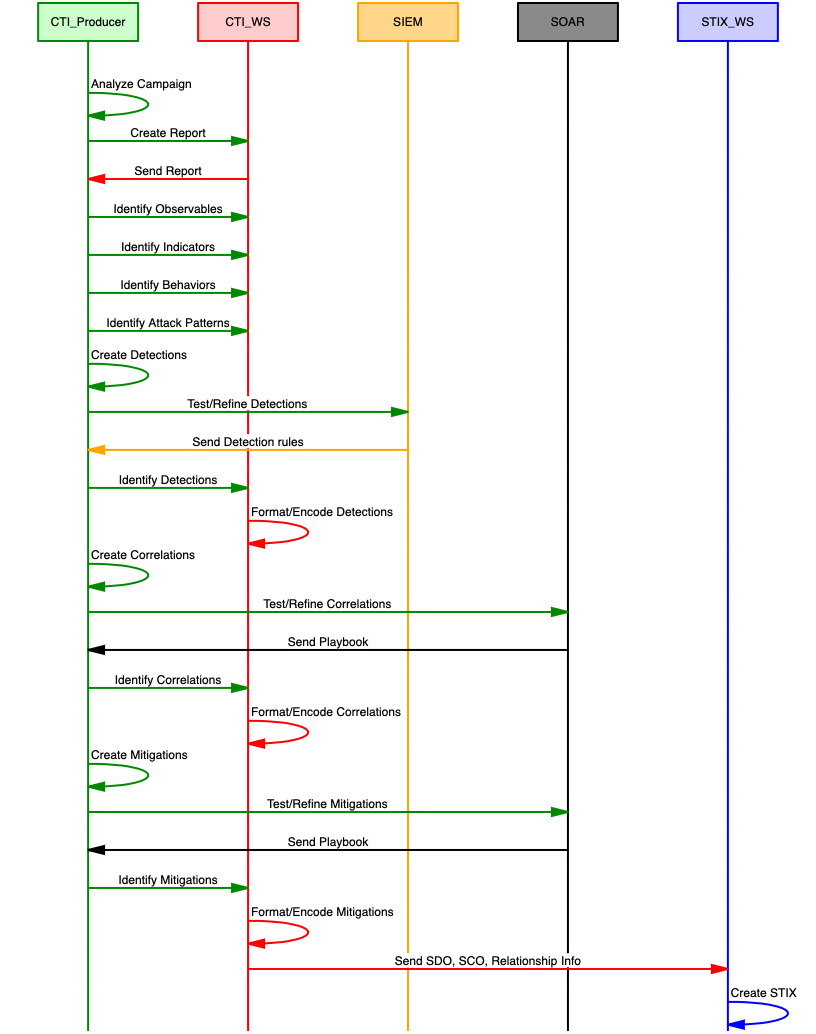 CTI_Producer
CTI_WS
SIEM
SOAR
STIX_WS
Analyze Campaign
Create Report
Send Report
Identify Observables
Identify Indicators
Identify Behaviors
Identify Attack Patterns
Create Detections
Test/Refine Detections
Send Detection rules
Identify Detections
Format/Encode Detections
Create Correlations
Test/Refine Correlations
Send Playbook
Identify Correlations
Format/Encode Correlations
Create Mitigations
Test/Refine Mitigations
Send Playbook
Identify Mitigations
Format/Encode Mitigations
Send SDO, SCO, Relationship Info
Create STIX